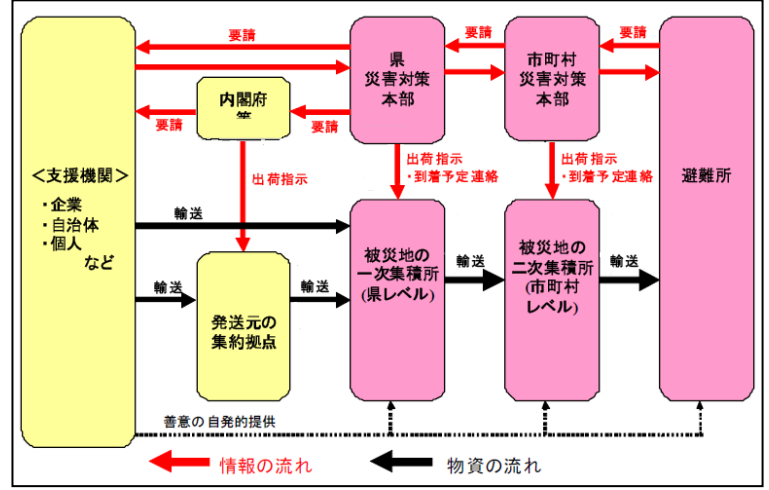 要請
要請
要請
県
災害対策
本部
市町村
災害対策
本部
内閣府
等
要請
要請
＜支援機関＞
・企業
・自治体
・個人
など
出荷指示
出荷指示
・到着予定連絡
出荷指示
・到着予定連絡
避難所
輸送
被災地の
一次集積所
(県レベル)
輸送
被災地の
二次集積所
(市町村
レベル)
輸送
輸送
発送元の
集約拠点
輸送
善意の自発的提供
情報の流れ
物資の流れ